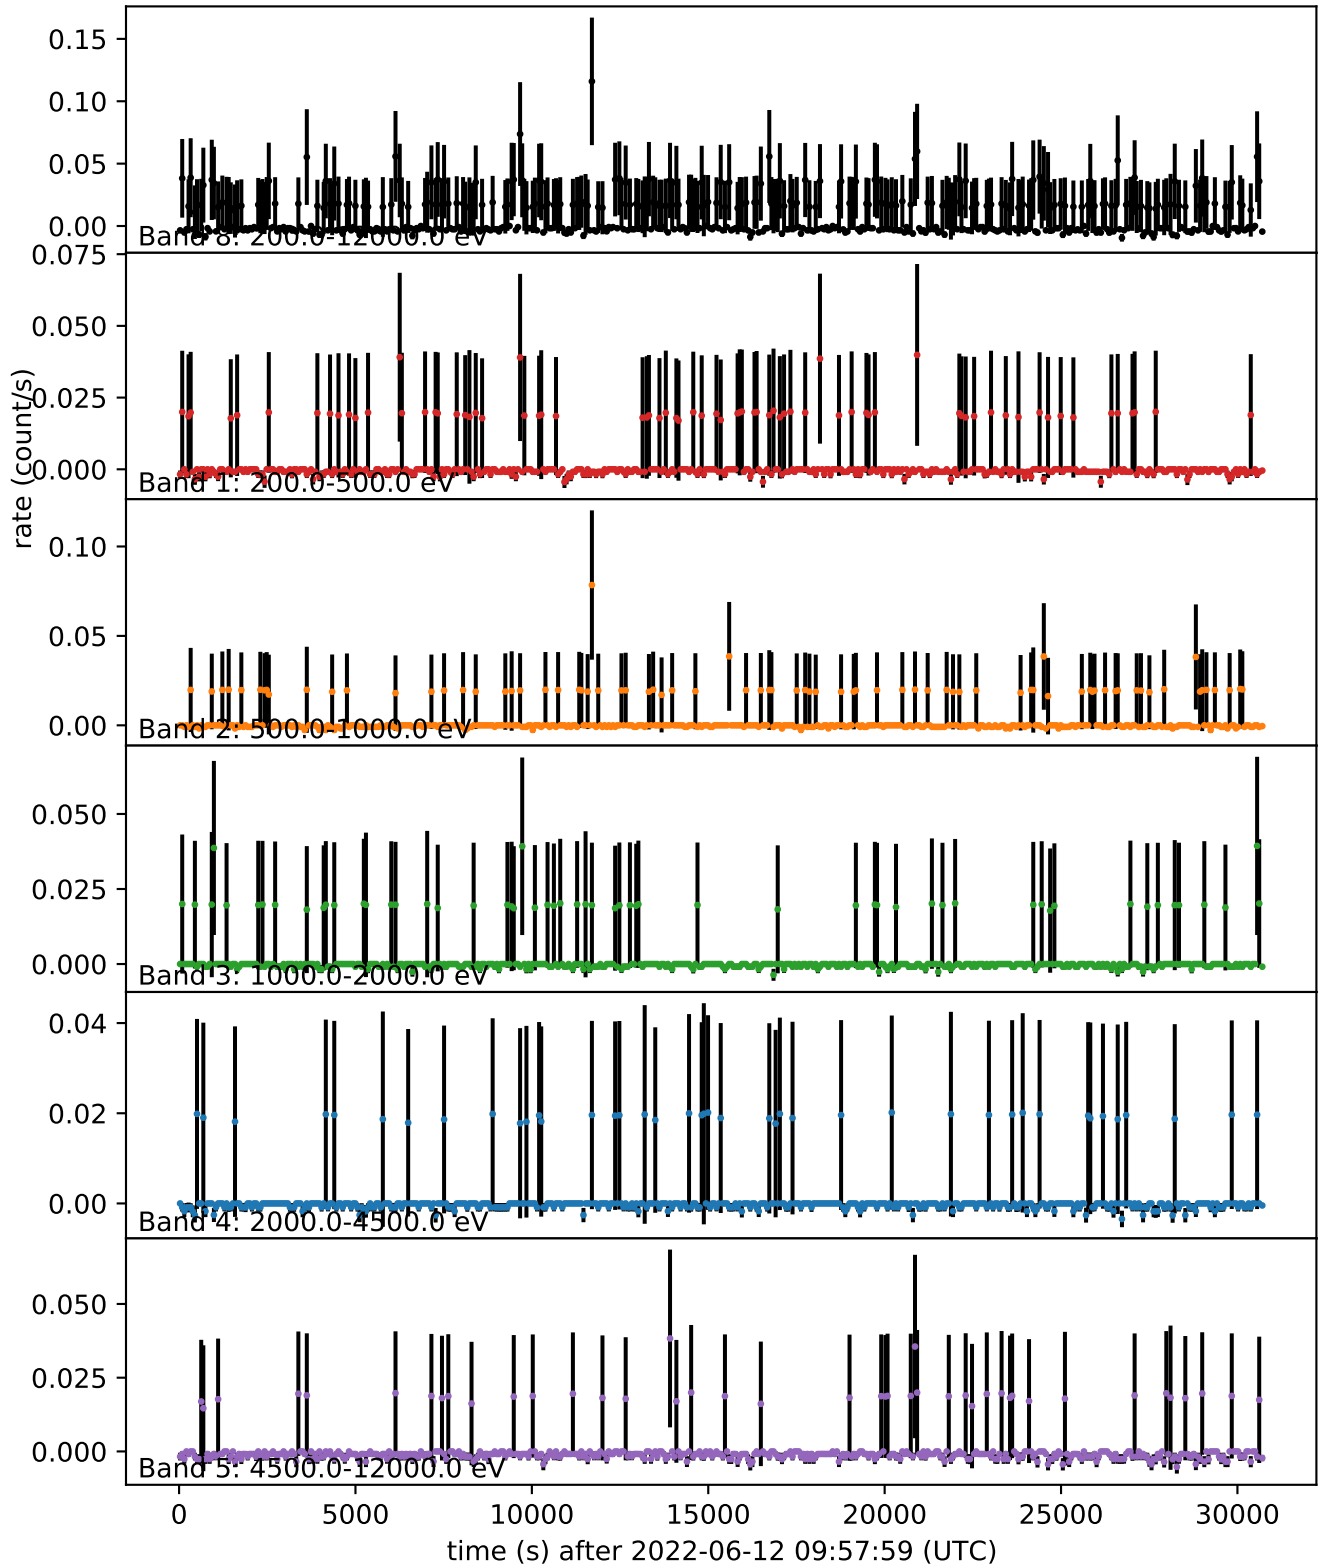 0.15
0.10
0.05
0.00
Band 8: 200.0-12000.0 eV
0.075
0.050
0.025
0.000
Band 1: 200.0-500.0 eV
rate (count/s)
0.10
0.05
0.00
Band 2: 500.0-1000.0 eV
0.050
0.025
0.000
Band 3: 1000.0-2000.0 eV
0.04
0.02
0.00
Band 4: 2000.0-4500.0 eV
0.050
0.025
0.000
Band 5: 4500.0-12000.0 eV
0 5000 10000 15000 20000 25000 30000
time (s) after 2022-06-12 09:57:59 (UTC)